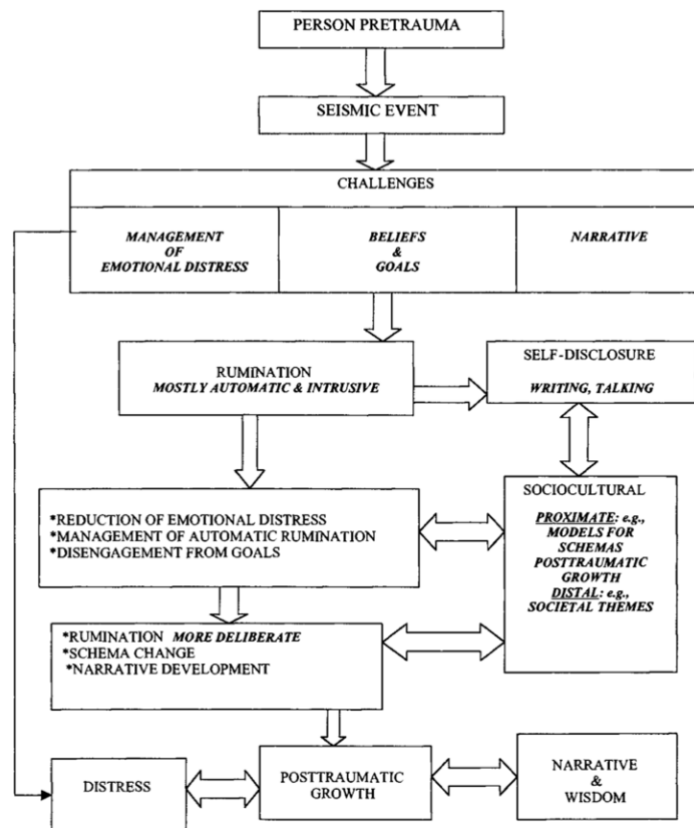 PERSON PRETRAUMA
SEISMIC EVENT
CHALLENGES
MANAGEMENT
OF
EMOTIONAL DISTRESS
BELIEFS
&
GOALS
NARRATIVE
RUMINATION
MOSTLY AUTOMATIC & INTRUSIVE
SELF-DISCLOSURE
WRITING, TALKING
*REDUCTION OF EMOTIONAL DISTRESS
*MANAGEMENT OF AUTOMATIC RUMINATION
*DISENGAGEMENT FROM GOALS
SOCIOCULTURAL
PROXIMATE: e.g.,
MODELS FOR
SCHEMAS
POSTTRAUMATIC
GROWTH
DISTAL: e.g.,
SOCIETAL THEMES
*RUMINATION MORE DELIBERATE
*SCHEMA CHANGE
*NARRATIVE DEVELOPMENT
DISTRESS
POSTTRAUMATIC
GROWTH
NARRATIVE
&
WISDOM